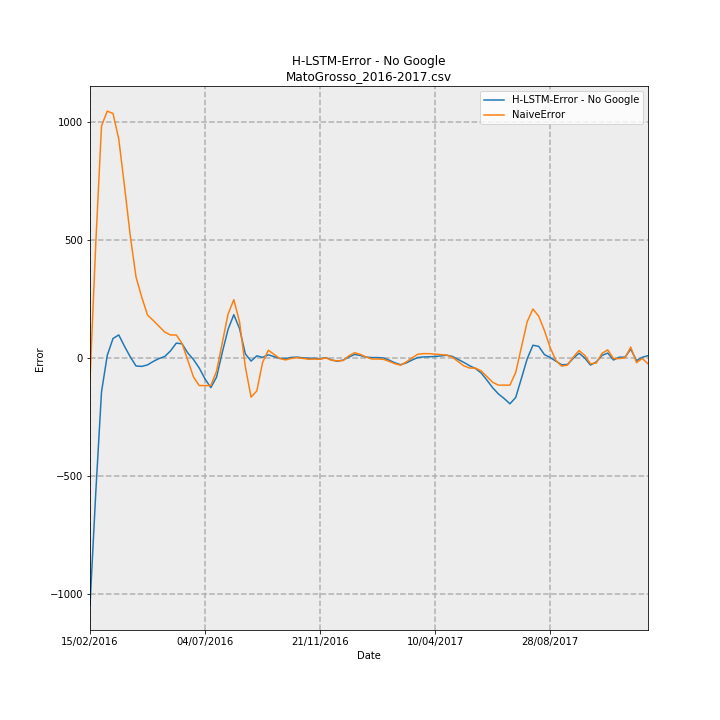 H-LSTM-Error - No Google
MatoGrosso_2016-2017.csv
H-LSTM-Error - No Google
NaiveError
1000
500
0
−500
−1000
Error
15/02/2016
04/07/2016
21/11/2016
10/04/2017
28/08/2017
Date